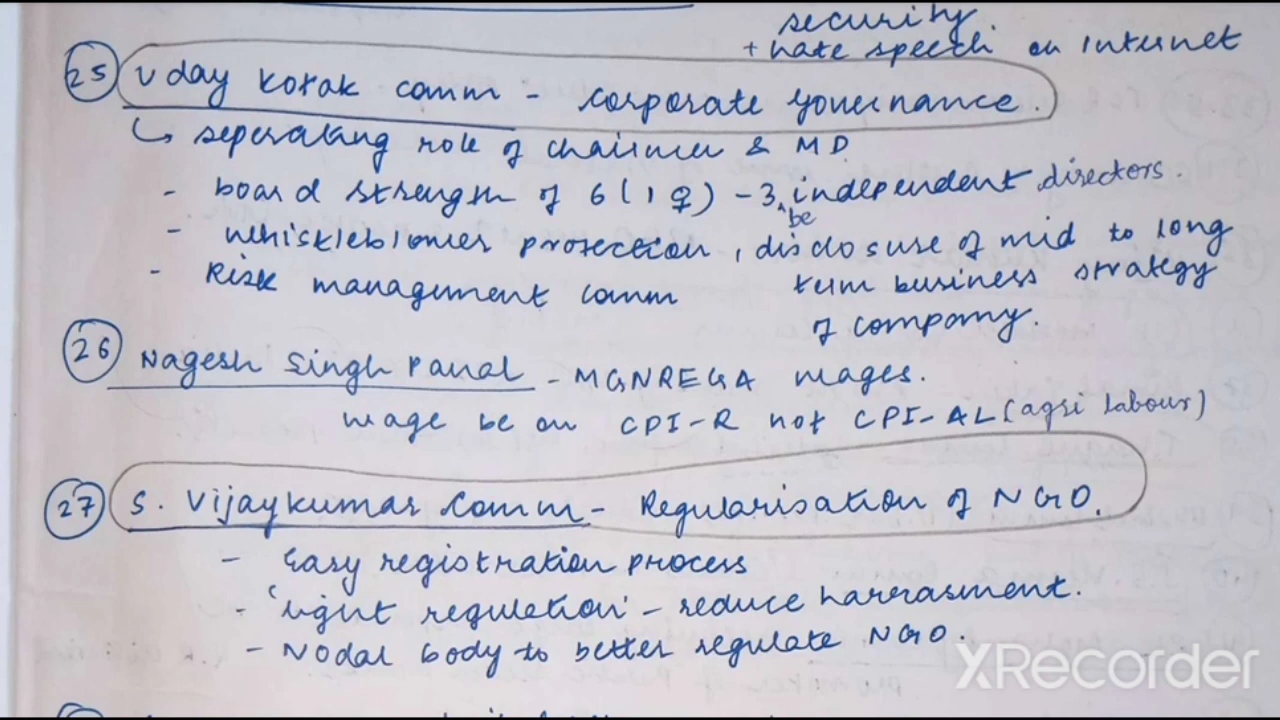 security.
+ hate speech on Internet
25 Uday Kotak comm - corporate governance.
↳ seperating role of chairman & MD
- board strength of 6 (1 ♀) - 3 be independent directors.
- whistleblower protection, disclosure of mid to long
term business strategy
of company.
- Risk management comm
26 Nagesh Singh Panal - MGNREGA wages.
wage be on CPI-R not CPI-AL (agri labour)
27 S. Vijaykumar Comm - Regularisation of NGO.
- Easy registration process
- 'light regulation' - reduce harrasment.
- Nodal body to better regulate NGO.
XRecorder